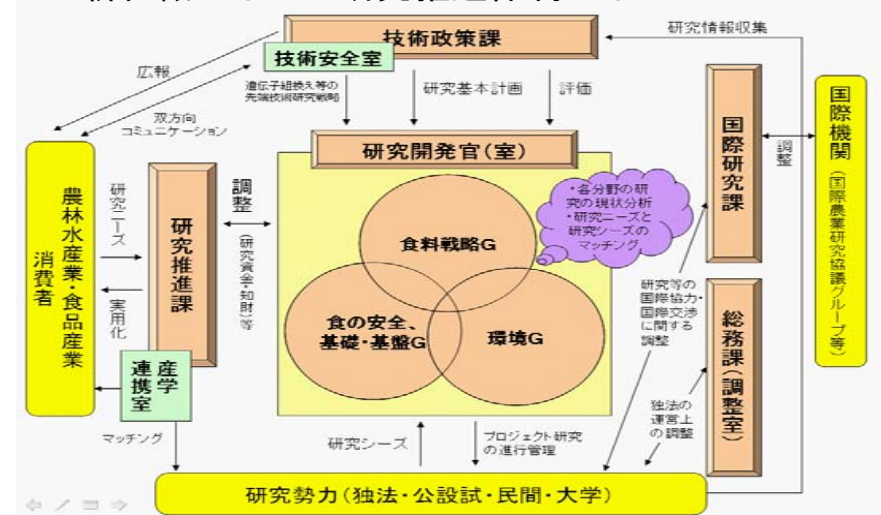 技術政策課
技術安全室
研究情報収集
広報
双方向
コミュニケーション
遺伝子組換え等の
先端技術研究戦略
研究基本計画
評価
研究開発官(室)
国際研究課
調整
国際機関
(国際農業研究協議グループ等)
農林水産業・食品産業
消費者
研究ニーズ
実用化
研究推進課
産学
連携室
マッチング
調整
(研究資金・知財)等
・各分野の研
究の現状分析
・研究ニーズと
研究シーズの
マッチング
食料戦略G
食の安全、
基礎・基盤G
環境G
研究等の
国際協力・
国際交渉
に関する
調整
総務課(調整室)
独法の
運営上
の調整
研究シーズ
プロジェクト研究
の進行管理
研究勢力(独法・公設試・民間・大学)